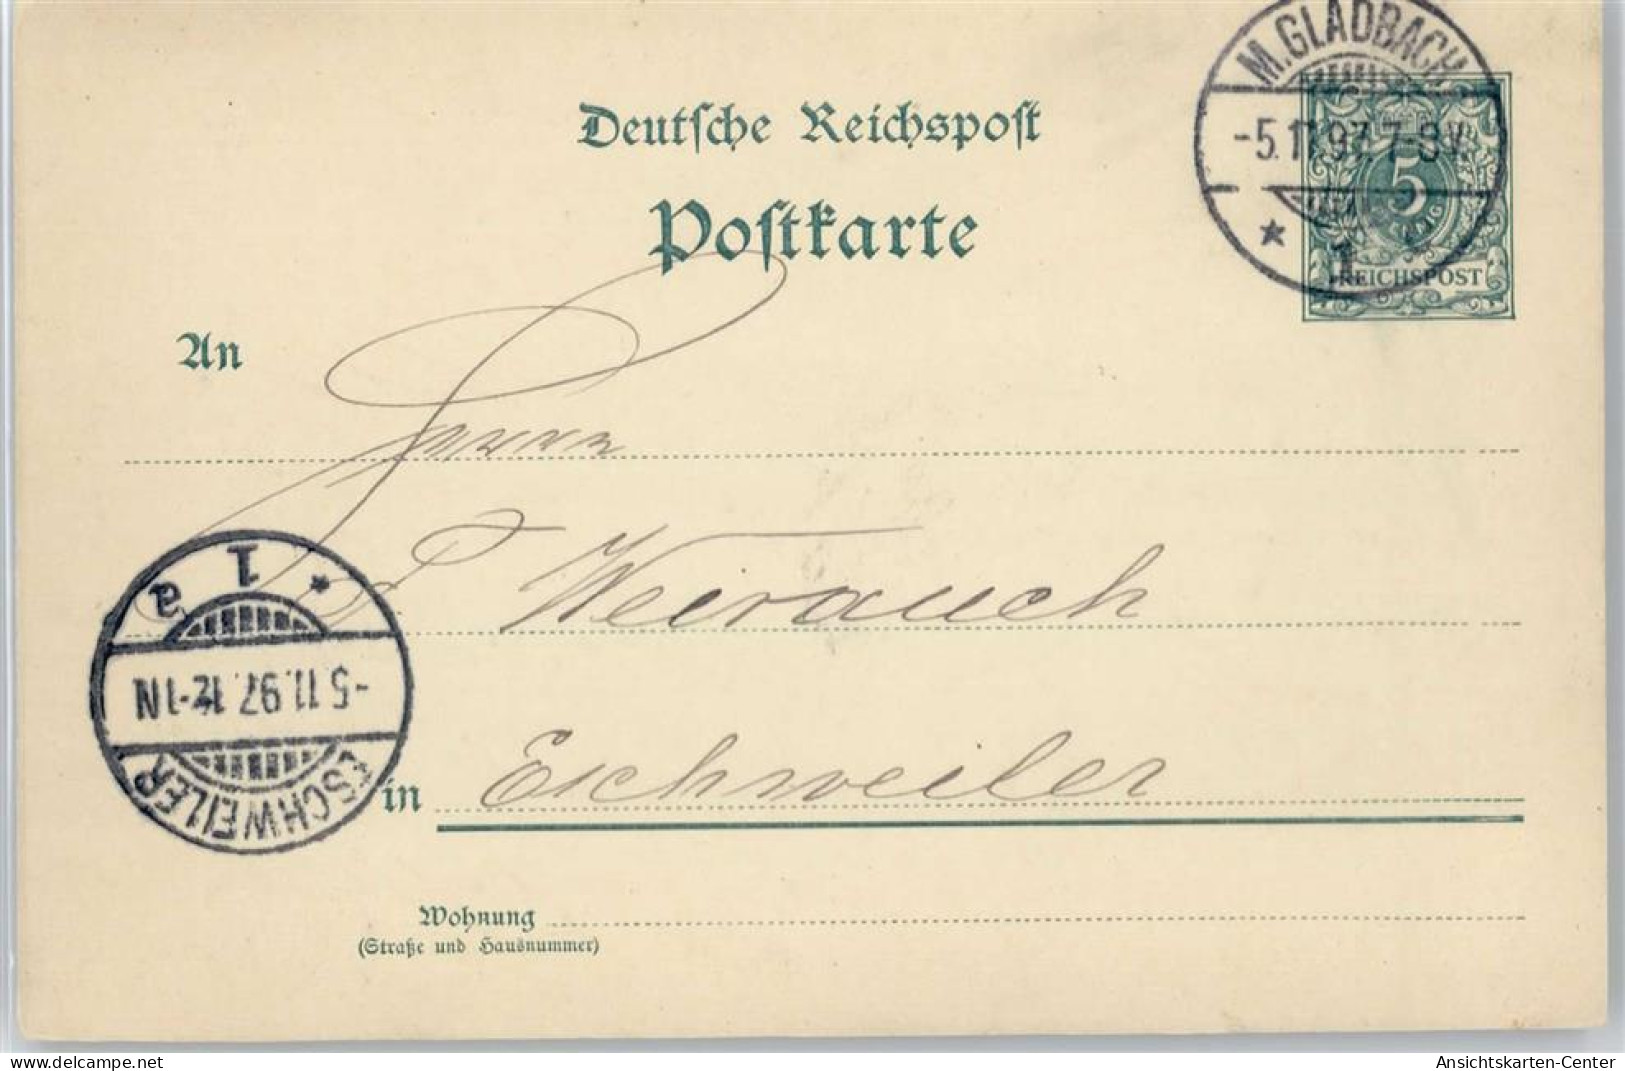 M.GLADBACH
-5.11.97.7-8V.
5
REICHSPOST
Deutſche Reichspoſt
Poſtkarte
An
Herrn
P Weirauch
in Eschweiler
ESCHWEILER
-5.11.97.12-1N
* 1 a
Wohnung
(Straße und Hausnummer)
delcampe.net
Ansichtskarten-Center